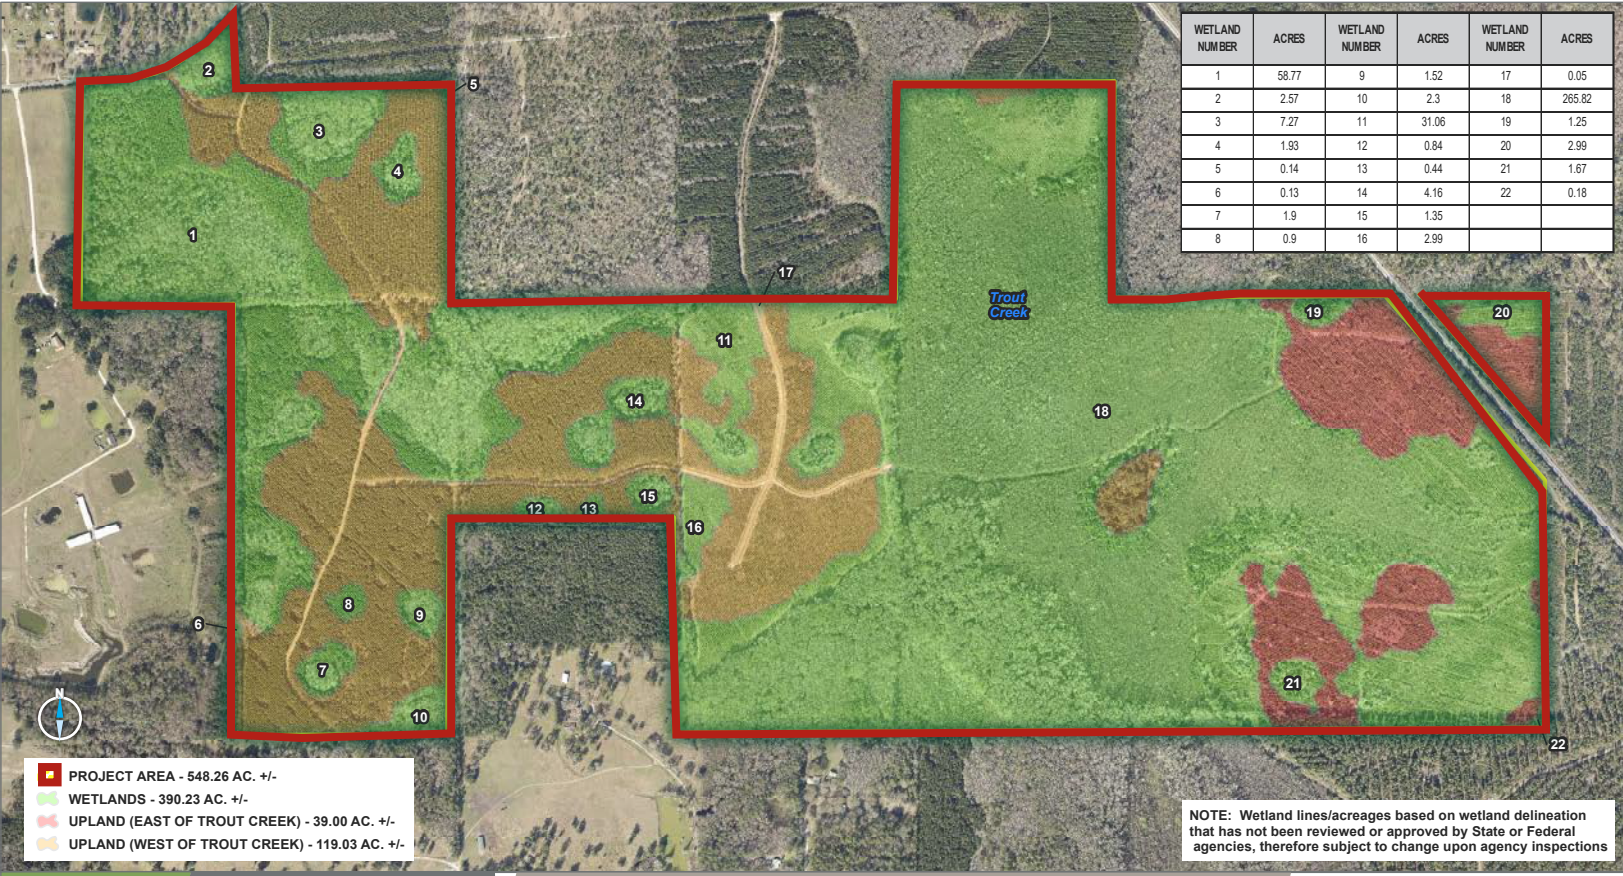 WETLAND NUMBER ACRES WETLAND NUMBER ACRES WETLAND NUMBER ACRES
1 58.77 9 1.52 17 0.05
2 2.57 10 2.3 18 265.82
3 7.27 11 31.06 19 1.25
4 1.93 12 0.84 20 2.99
5 0.14 13 0.44 21 1.67
6 0.13 14 4.16 22 0.18
7 1.9 15 1.35
8 0.9 16 2.99
2
5
3
4
1
17
Trout
Creek
19
20
11
14
18
15
12
13
16
8
9
6
7
21
10
22
N
PROJECT AREA - 548.26 AC. +/-
WETLANDS - 390.23 AC. +/-
UPLAND (EAST OF TROUT CREEK) - 39.00 AC. +/-
UPLAND (WEST OF TROUT CREEK) - 119.03 AC. +/-
NOTE: Wetland lines/acreages based on wetland delineation
that has not been reviewed or approved by State or Federal
agencies, therefore subject to change upon agency inspections